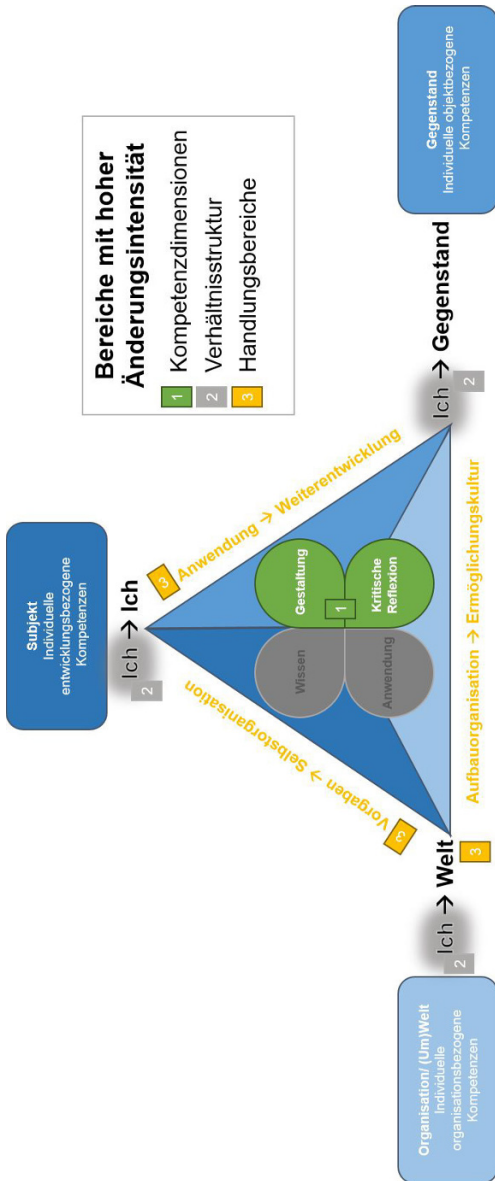 Subjekt
Individuelle
entwicklungsbezogene
Kompetenzen
Ich → Ich
2
Bereiche mit hoher
Änderungsintensität
1 Kompetenzdimensionen
2 Verhältnisstruktur
3 Handlungsbereiche
3
Vorgaben → Selbstorganisation
3
Anwendung → Weiterentwicklung
Wissen
Gestaltung
1
Anwendung
Kritische
Reflexion
Ich → Welt
2
3
Aufbauorganisation → Ermöglichungskultur
Ich → Gegenstand
2
Organisation/ (Um)Welt
Individuelle
organisationsbezogene
Kompetenzen
Gegenstand
Individuelle objektbezogene
Kompetenzen